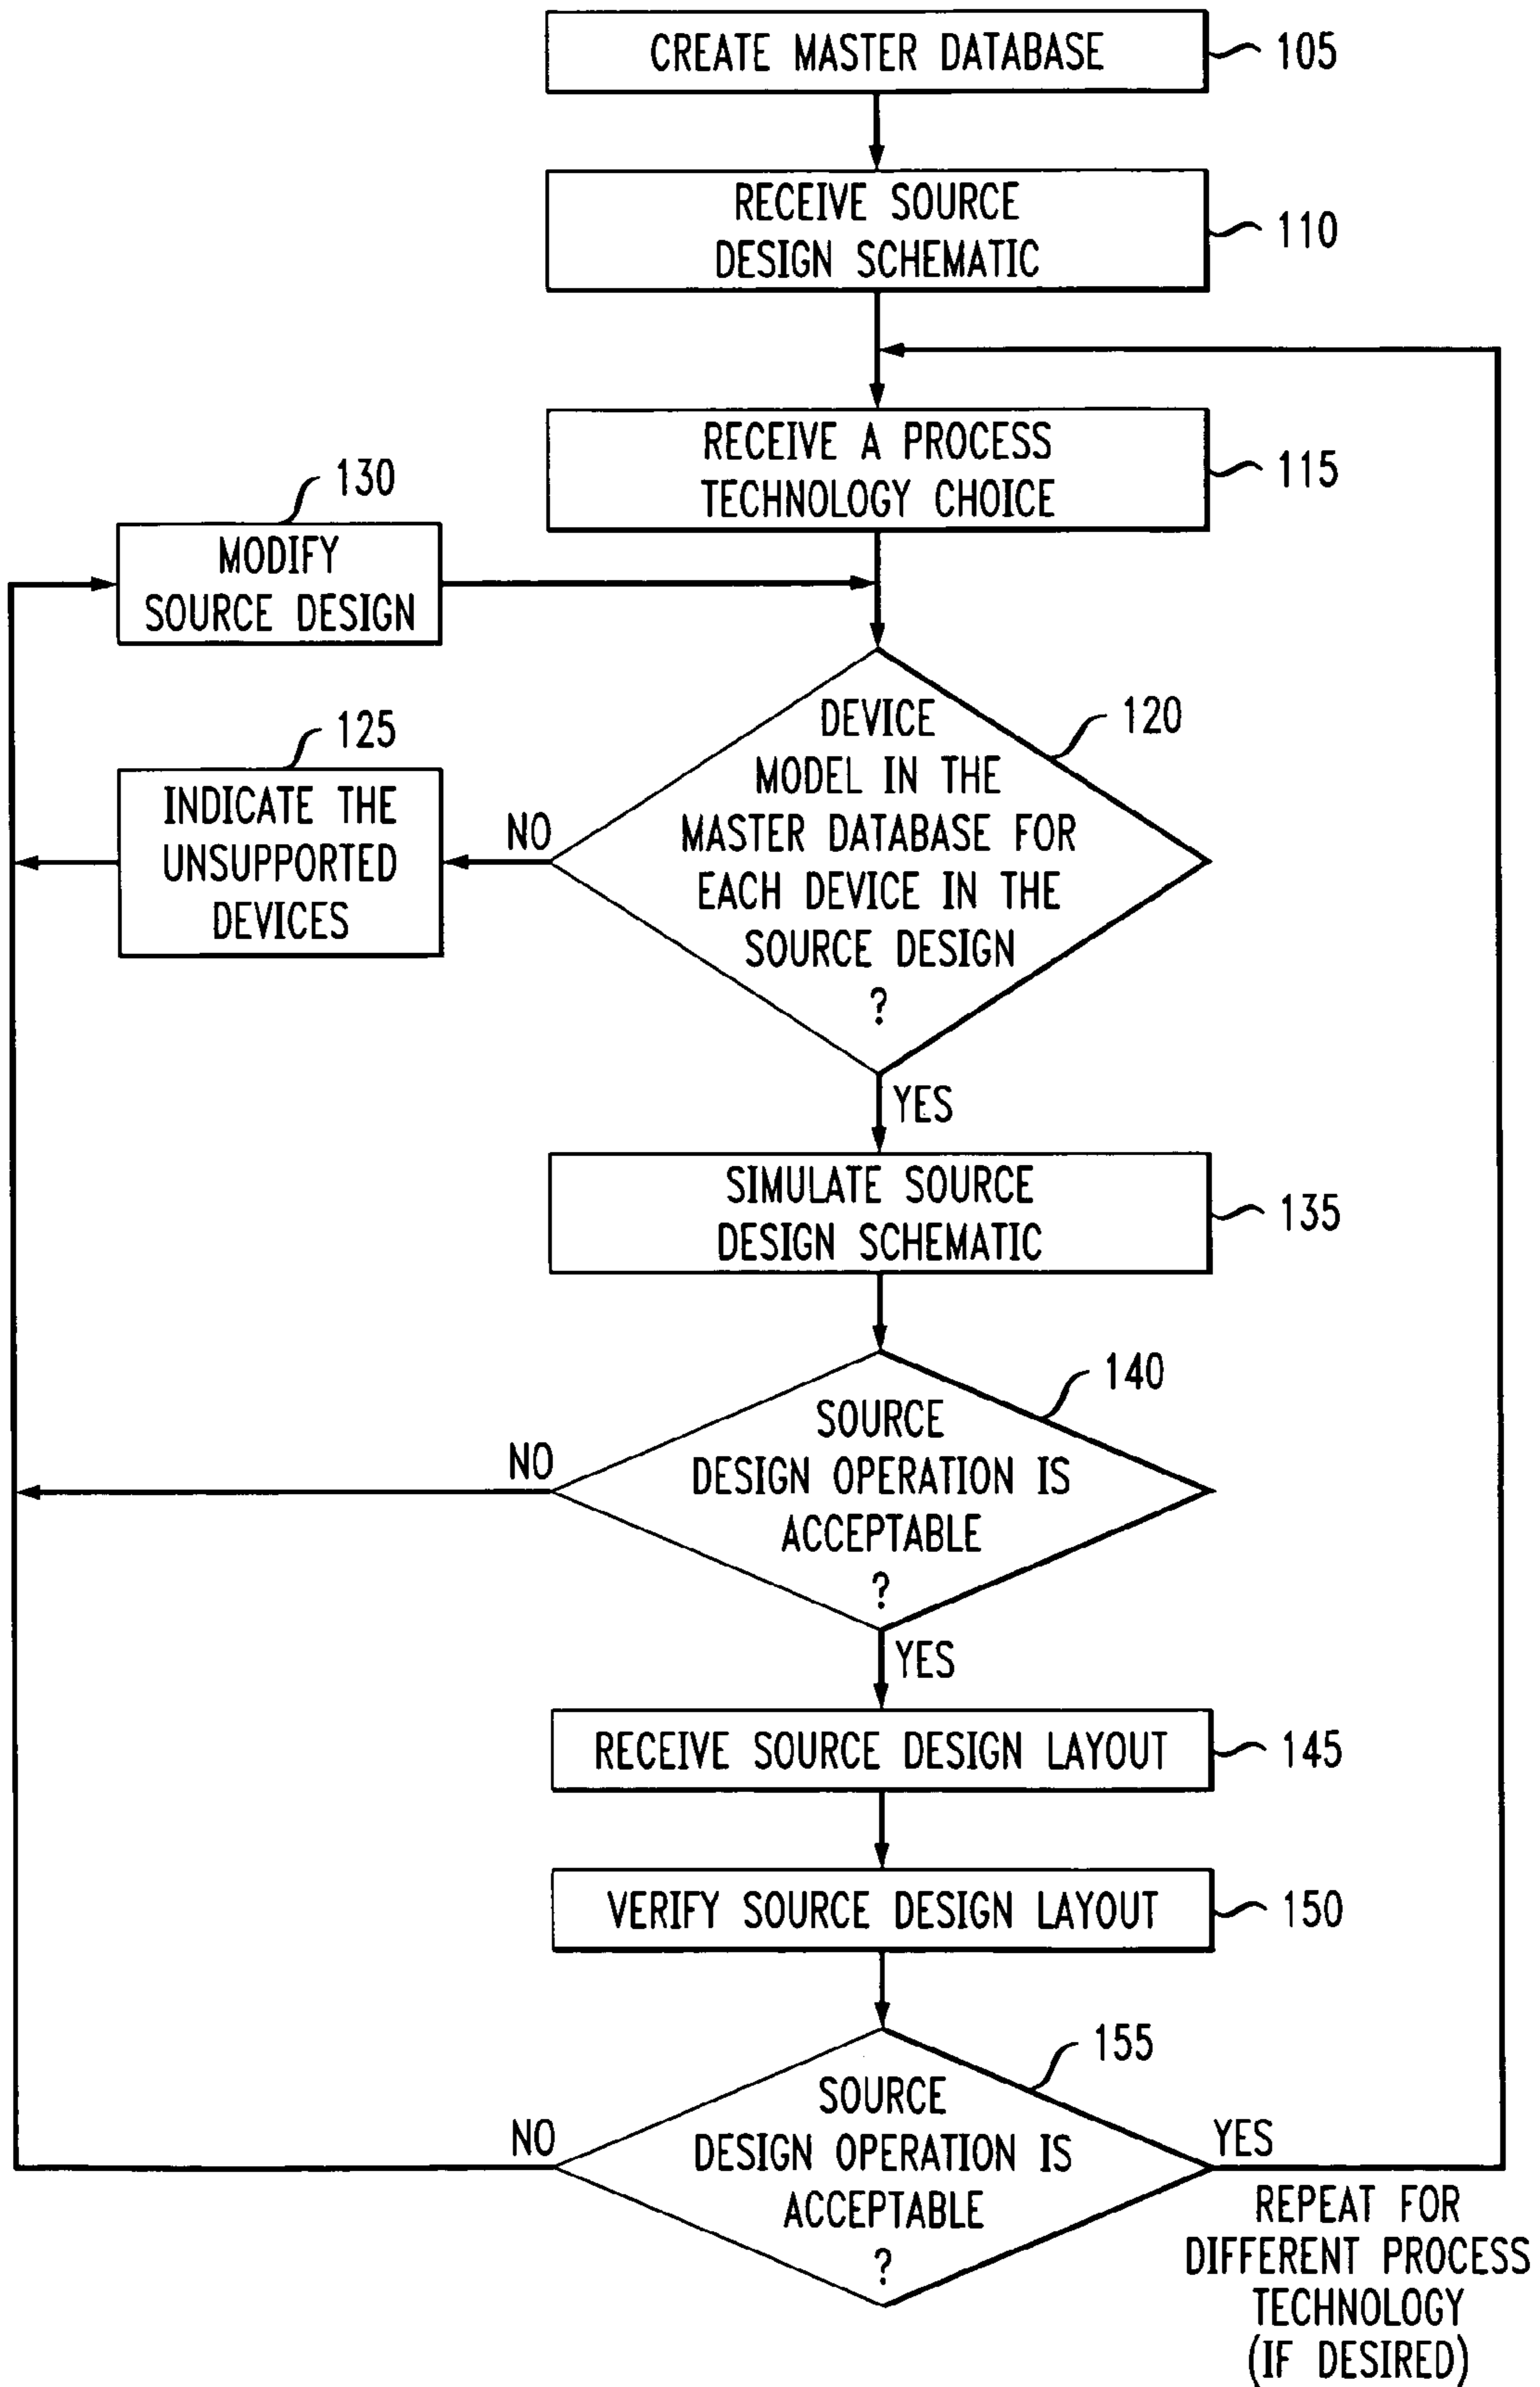 CREATE MASTER DATABASE
105
RECEIVE SOURCE
DESIGN SCHEMATIC
110
RECEIVE A PROCESS
TECHNOLOGY CHOICE
115
130
MODIFY
SOURCE DESIGN
125
INDICATE THE
UNSUPPORTED
DEVICES
NO
DEVICE
MODEL IN THE
MASTER DATABASE FOR
EACH DEVICE IN THE
SOURCE DESIGN
?
120
YES
SIMULATE SOURCE
DESIGN SCHEMATIC
135
NO
SOURCE
DESIGN OPERATION IS
ACCEPTABLE
?
140
YES
RECEIVE SOURCE DESIGN LAYOUT
145
VERIFY SOURCE DESIGN LAYOUT
150
NO
SOURCE
DESIGN OPERATION IS
ACCEPTABLE
?
155
YES
REPEAT FOR
DIFFERENT PROCESS
TECHNOLOGY
(IF DESIRED)